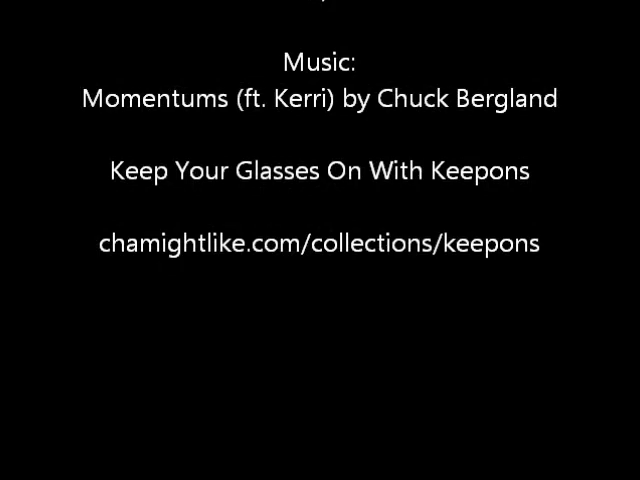 Music:
Momentums (ft. Kerri) by Chuck Bergland
Keep Your Glasses On With Keepons
chamightlike.com/collections/keepons